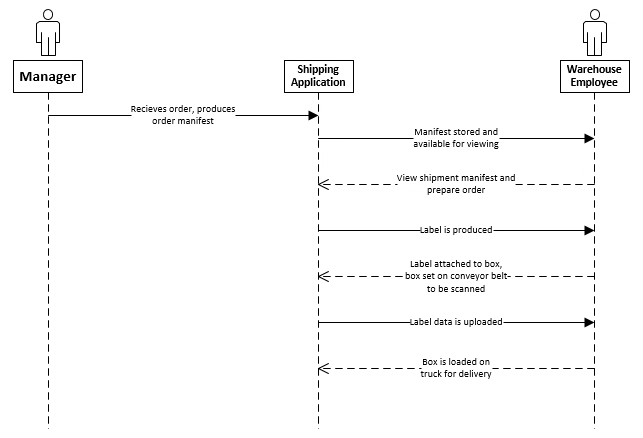 Manager
Shipping
Application
Warehouse
Employee
Recieves order, produces
order manifest
Manifest stored and
available for viewing
View shipment manifest and
prepare order
Label is produced
Label attached to box,
box set on conveyor belt
to be scanned
Label data is uploaded
Box is loaded on
truck for delivery